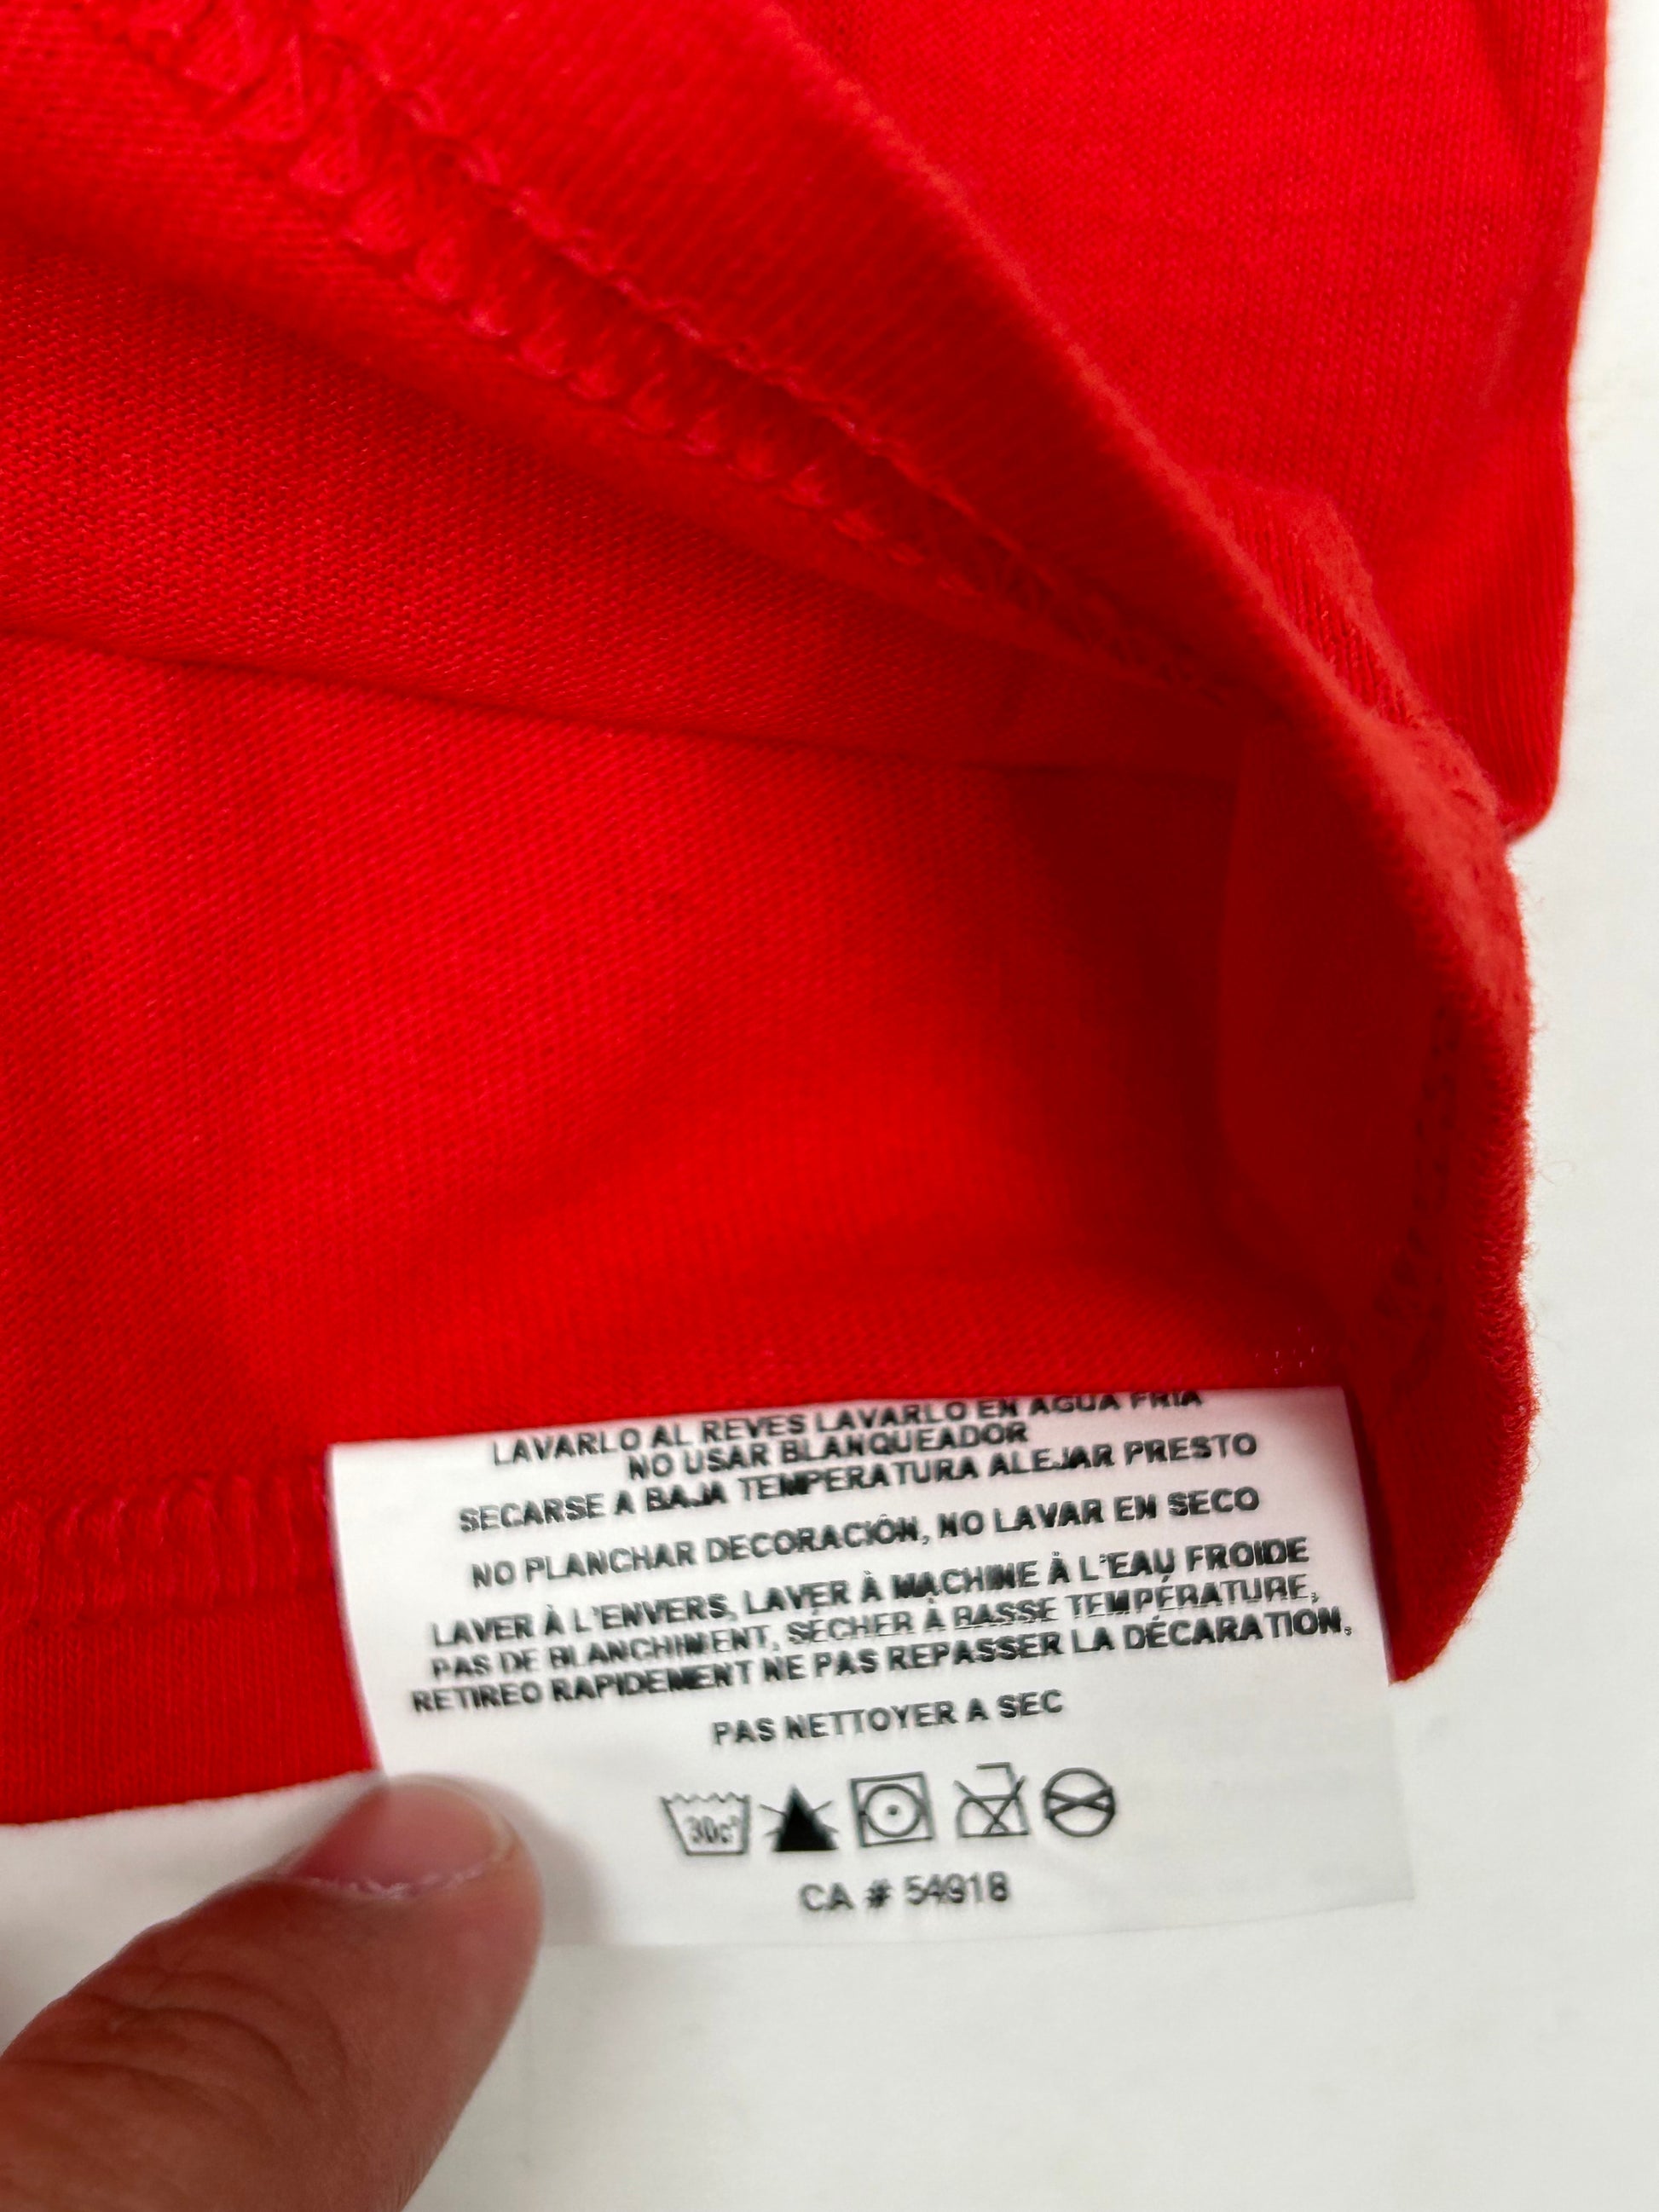 LAVARLO AL REVES LAVARLO EN AGUA FRIA
NO USAR BLANQUEADOR
SECARSE A BAJA TEMPERATURA ALEJAR PRESTO
NO PLANCHAR DECORACIÓN, NO LAVAR EN SECO
LAVER À L'ENVERS, LAVER À MACHINE À L'EAU FROIDE
PAS DE BLANCHIMENT, SÉCHER À BASSE TEMPÉRATURE,
RETIREO RAPIDEMENT NE PAS REPASSER LA DÉCARATION,
PAS NETTOYER A SEC
30c°
CA # 54918